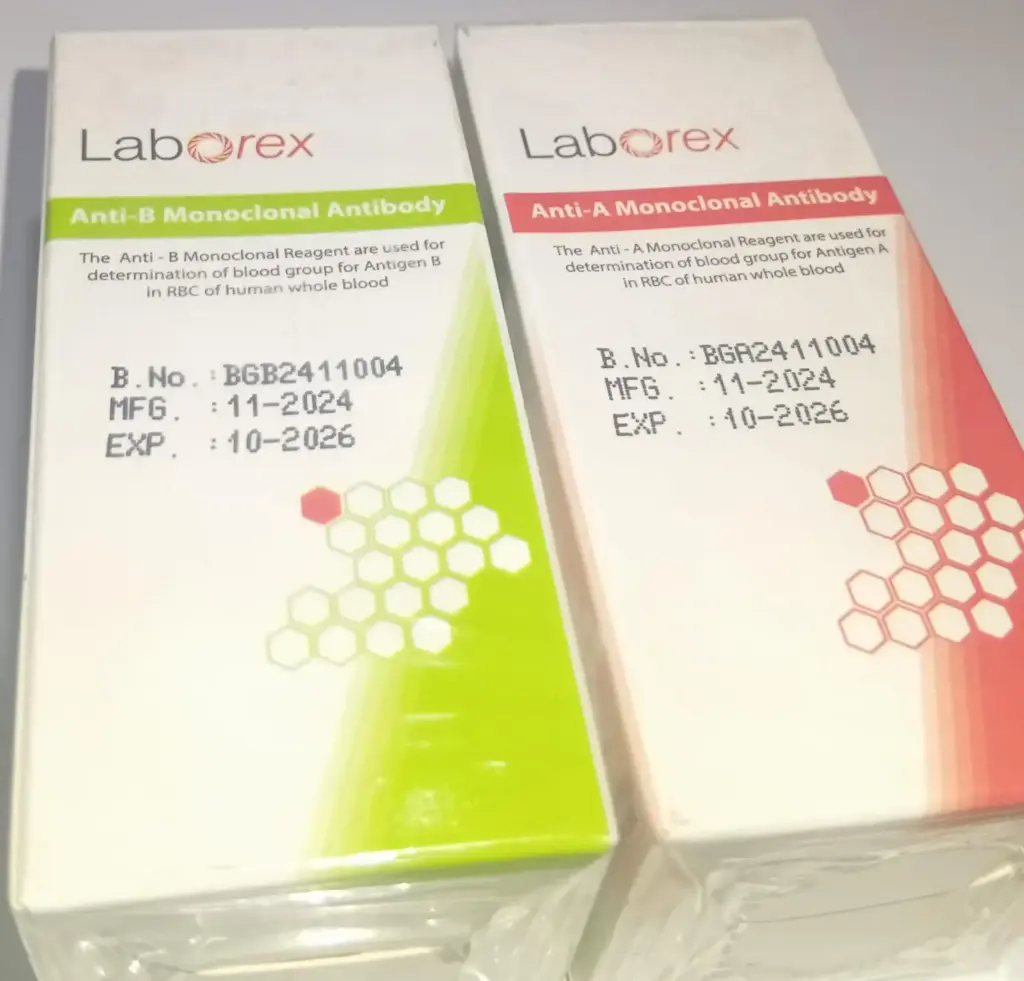 Laborex
Anti-B Monoclonal Antibody
The Anti - B Monoclonal Reagent are used for
determination of blood group for Antigen B
in RBC of human whole blood
B.No. : BGB2411004
MFG. : 11-2024
EXP. : 10-2026
Laborex
Anti-A Monoclonal Antibody
The Anti - A Monoclonal Reagent are used for
determination of blood group for Antigen A
in RBC of human whole blood
B.No. : BGA2411004
MFG. : 11-2024
EXP. : 10-2026